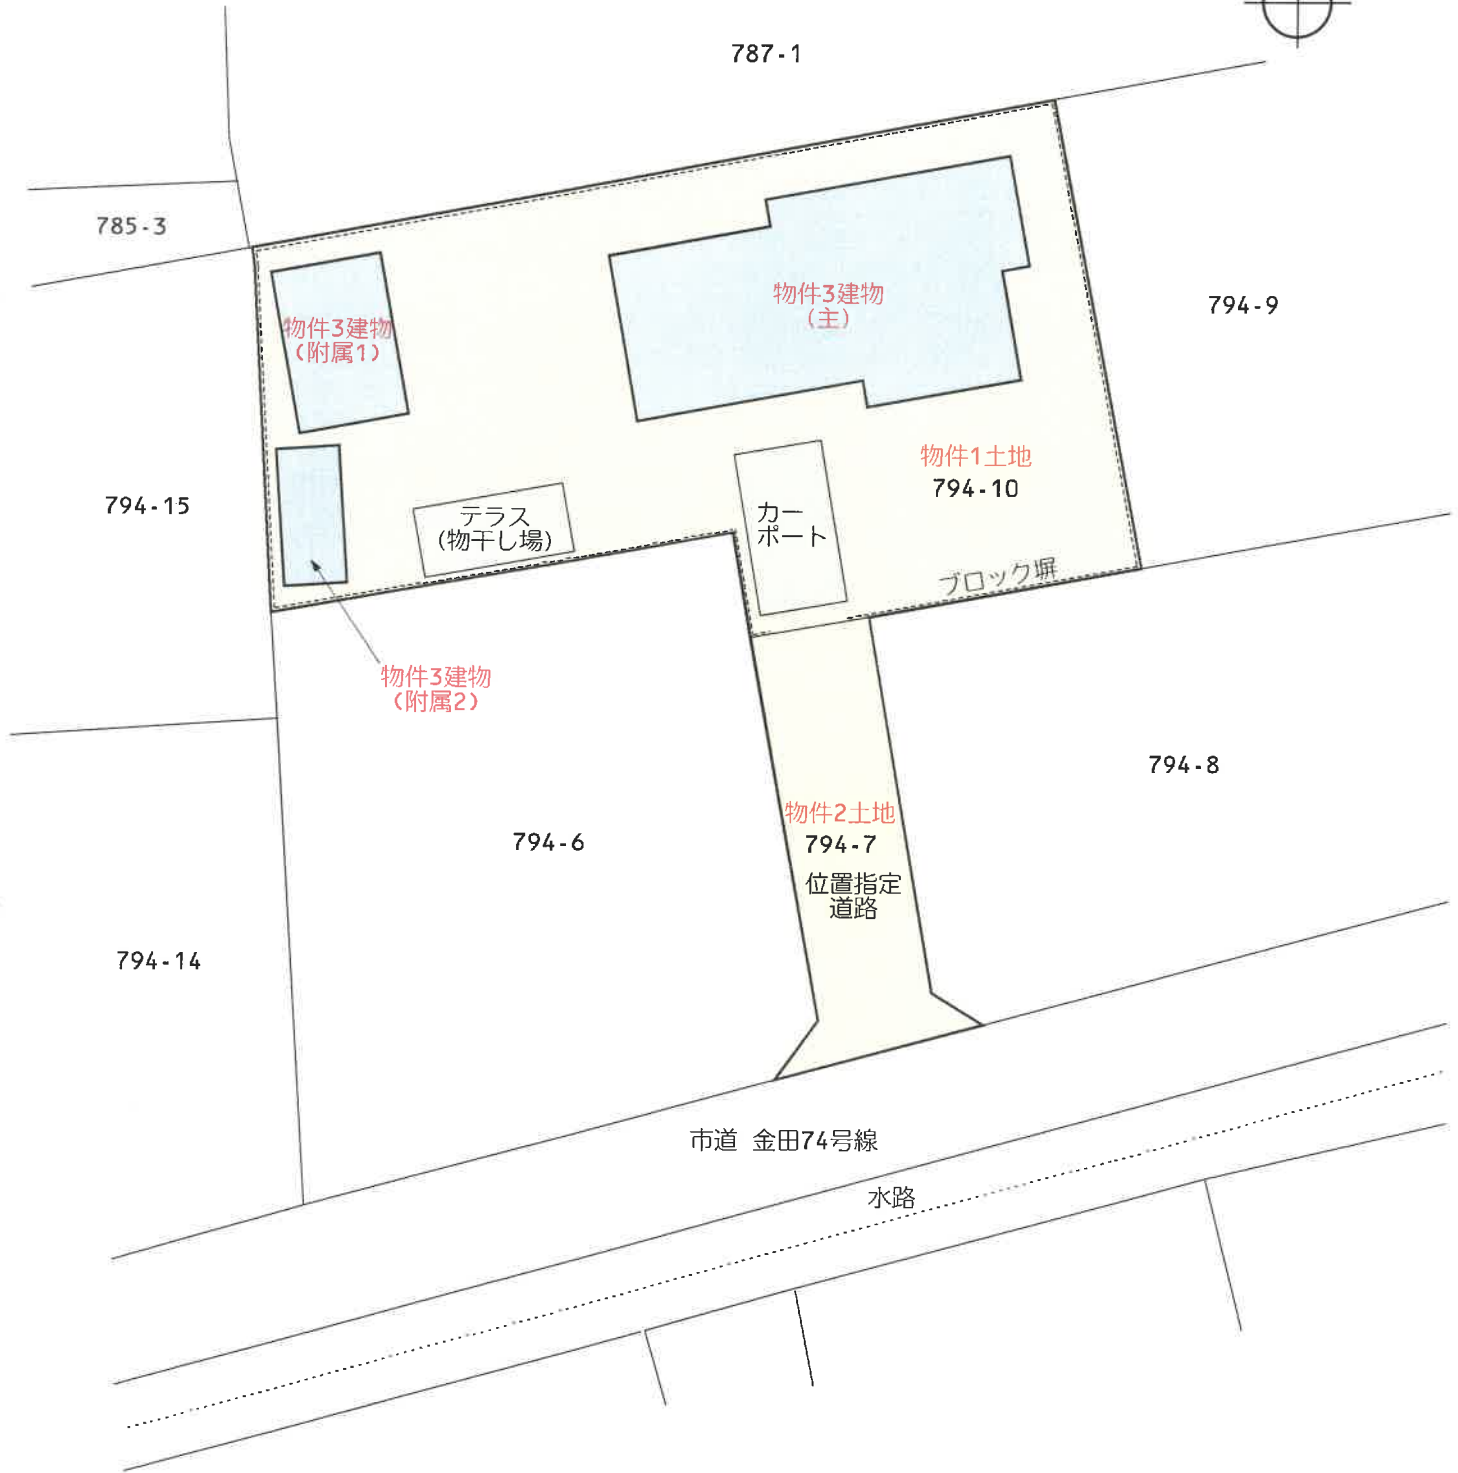 787-1
785-3
物件3建物
(主)
794-9
物件3建物
(附属1)
物件1土地
794-10
794-15
テラス
(物干し場)
カー
ポート
ブロック塀
物件3建物
(附属2)
794-8
物件2土地
794-7
位置指定
道路
794-6
794-14
市道 金田74号線
水路